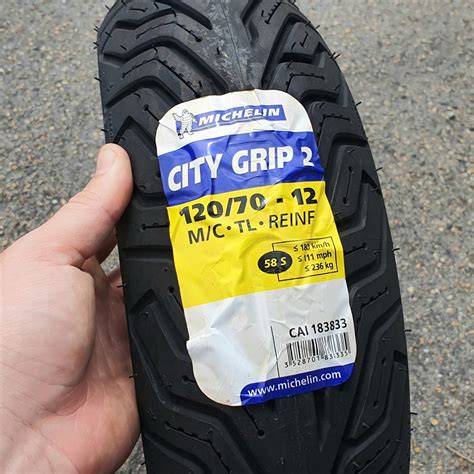 MICHELIN
CITY GRIP 2
120/70 - 12
M/C • TL • REINF
58 S
≤ 180 km/h
≤ 111 mph
≤ 236 kg
CAI 183833
www.michelin.com